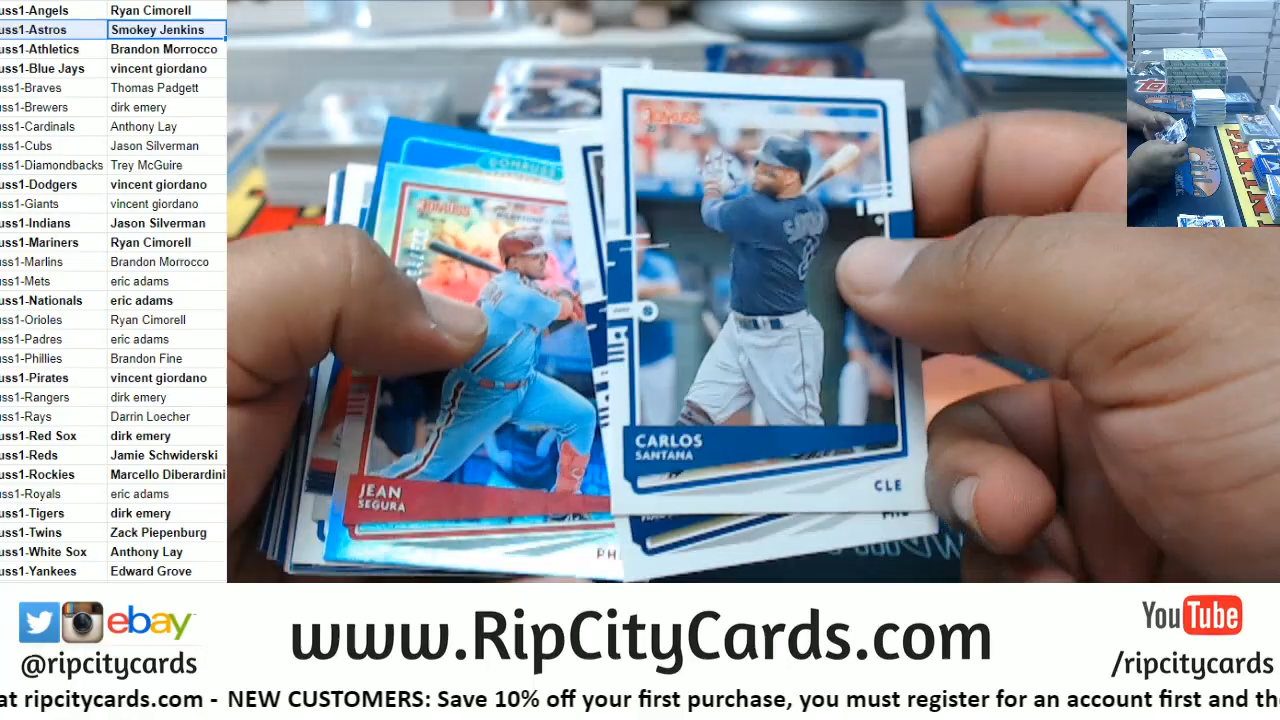 uss1-Angels Ryan Cimorell
uss1-Astros Smokey Jenkins
uss1-Athletics Brandon Morrocco
uss1-Blue Jays vincent giordano
uss1-Braves Thomas Padgett
uss1-Brewers dirk emery
uss1-Cardinals Anthony Lay
uss1-Cubs Jason Silverman
uss1-Diamondbacks Trey McGuire
uss1-Dodgers vincent giordano
uss1-Giants vincent giordano
uss1-Indians Jason Silverman
uss1-Mariners Ryan Cimorell
uss1-Marlins Brandon Morrocco
uss1-Mets eric adams
uss1-Nationals eric adams
uss1-Orioles Ryan Cimorell
uss1-Padres eric adams
uss1-Phillies Brandon Fine
uss1-Pirates vincent giordano
uss1-Rangers dirk emery
uss1-Rays Darrin Loecher
uss1-Red Sox dirk emery
uss1-Reds Jamie Schwiderski
uss1-Rockies Marcello Diberardini
uss1-Royals eric adams
uss1-Tigers dirk emery
uss1-Twins Zack Piepenburg
uss1-White Sox Anthony Lay
uss1-Yankees Edward Grove
DONRUSS
DONRUSS
JEAN
SEGURA
PH
DONRUSS
CARLOS
SANTANA
CLE
ebay
@ripcitycards
www.RipCityCards.com
YouTube
/ripcitycards
at ripcitycards.com - NEW CUSTOMERS: Save 10% off your first purchase, you must register for an account first and the